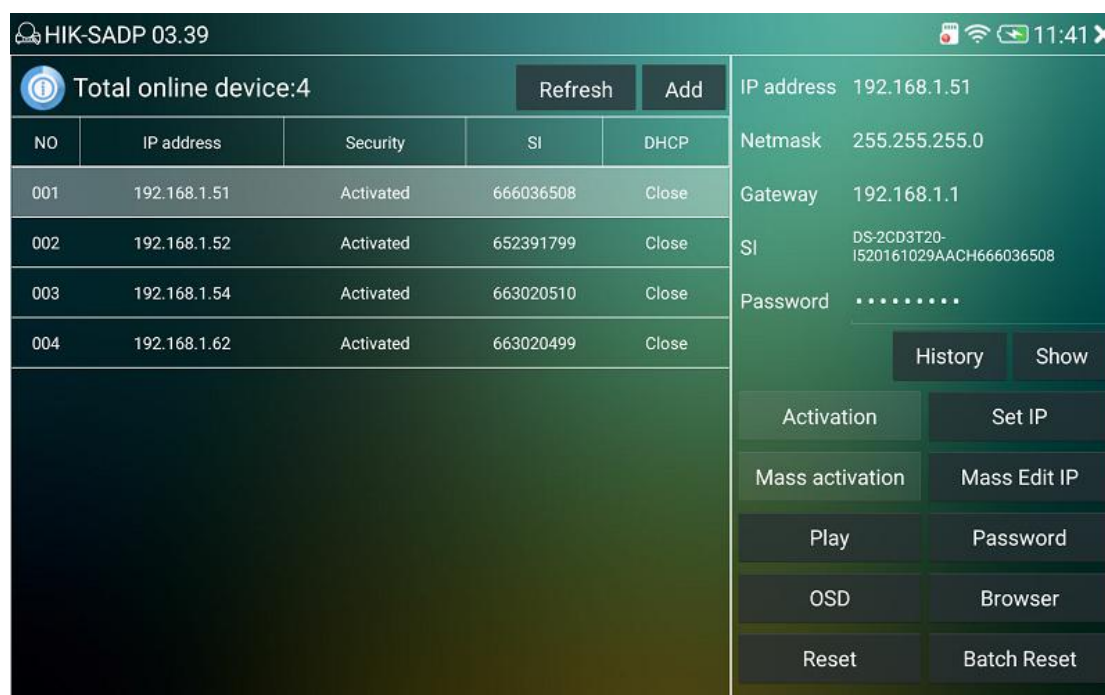 HIK-SADP 03.39 11:41
Total online device:4 Refresh Add
NO IP address Security SI DHCP
001 192.168.1.51 Activated 666036508 Close
002 192.168.1.52 Activated 652391799 Close
003 192.168.1.54 Activated 663020510 Close
004 192.168.1.62 Activated 663020499 Close
IP address 192.168.1.51
Netmask 255.255.255.0
Gateway 192.168.1.1
SI DS-2CD3T20-
I520161029AACH666036508
Password •••••••••
History Show
Activation Set IP
Mass activation Mass Edit IP
Play Password
OSD Browser
Reset Batch Reset